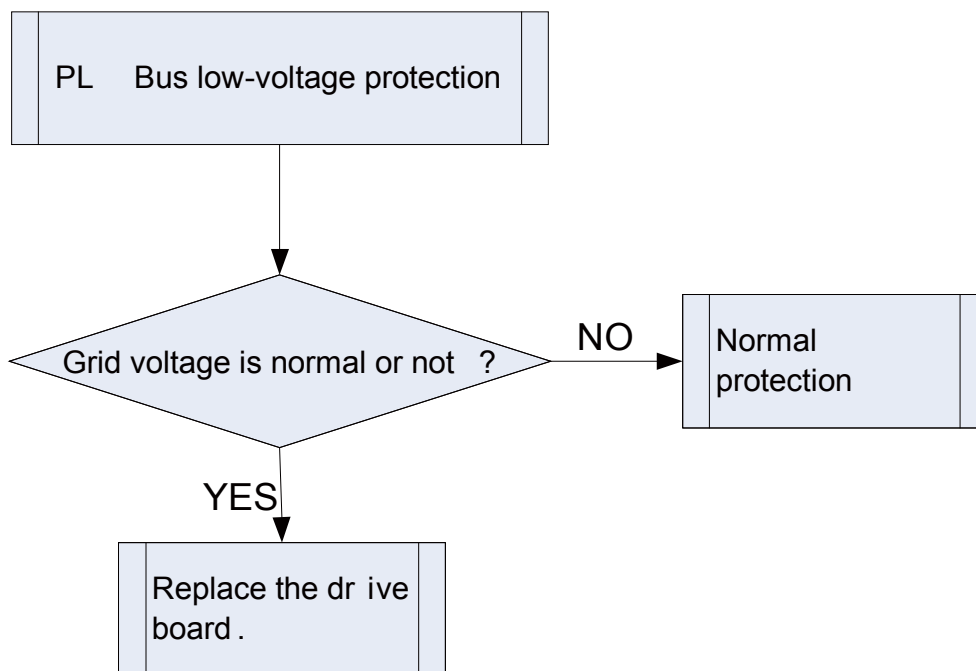 PL Bus low-voltage protection
Grid voltage is normal or not ?
NO
Normal
protection
YES
Replace the dr ive
board .